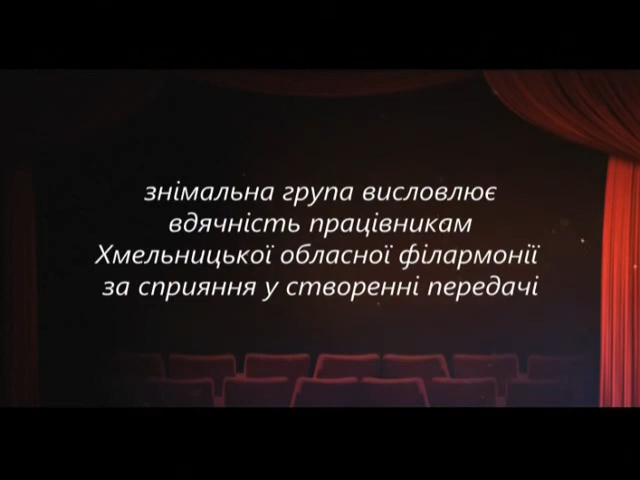 знімальна група висловлює
вдячність працівникам
Хмельницької обласної філармонії
за сприяння у створенні передачі